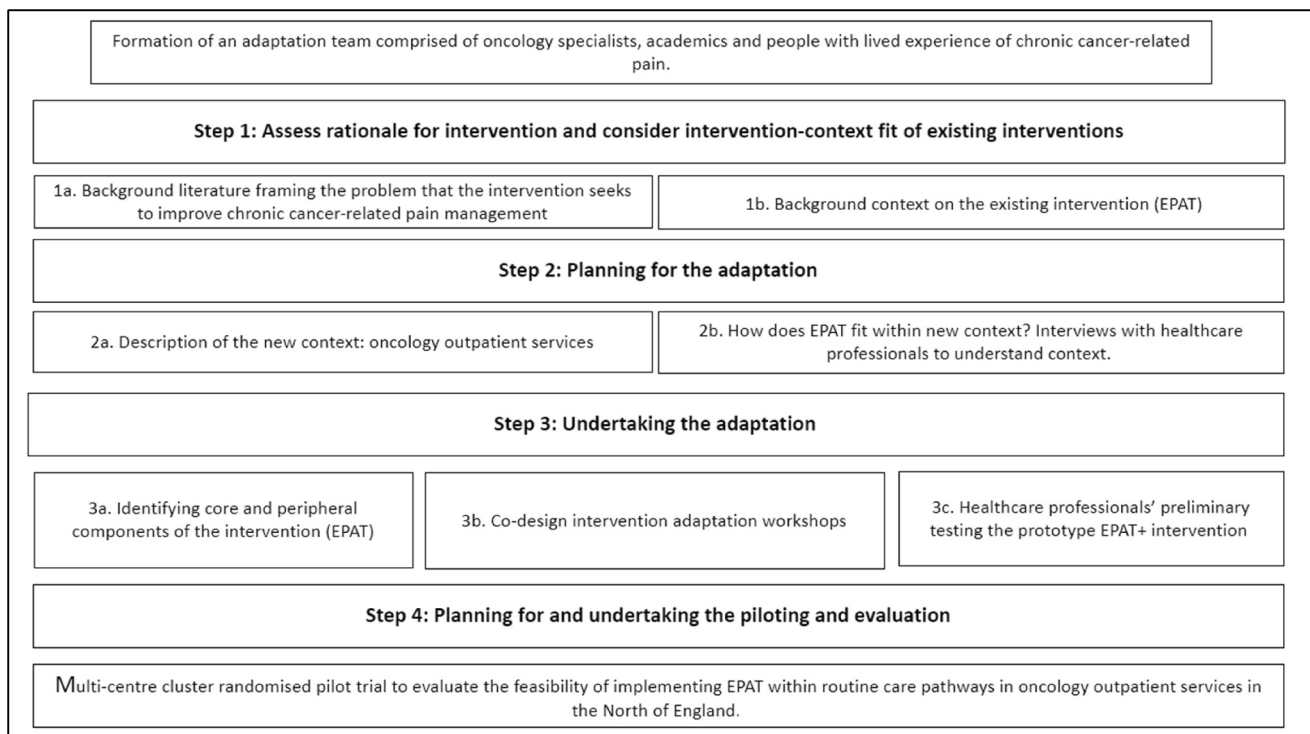 Formation of an adaptation team comprised of oncology specialists, academics and people with lived experience of chronic cancer-related
pain.
Step 1: Assess rationale for intervention and consider intervention-context fit of existing interventions
1a. Background literature framing the problem that the intervention seeks
to improve chronic cancer-related pain management
1b. Background context on the existing intervention (EPAT)
Step 2: Planning for the adaptation
2a. Description of the new context: oncology outpatient services
2b. How does EPAT fit within new context? Interviews with healthcare
professionals to understand context.
Step 3: Undertaking the adaptation
3a. Identifying core and peripheral
components of the intervention (EPAT)
3b. Co-design intervention adaptation workshops
3c. Healthcare professionals’ preliminary
testing the prototype EPAT+ intervention
Step 4: Planning for and undertaking the piloting and evaluation
Multi-centre cluster randomised pilot trial to evaluate the feasibility of implementing EPAT within routine care pathways in oncology outpatient services in
the North of England.